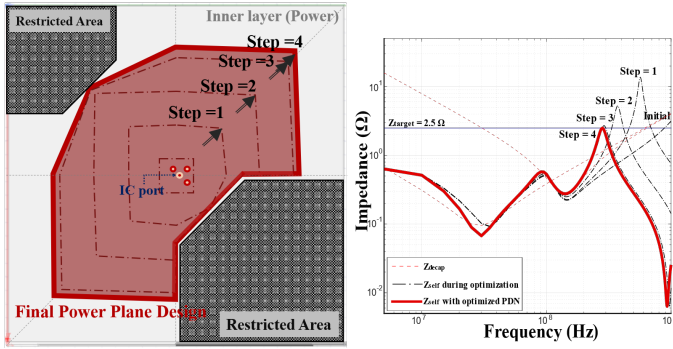 Restricted Area
Inner layer (Power)
Step =4
Step =3
Step =2
Step =1
IC port
Final Power Plane Design
Restricted Area
Impedance (Ω)
10¹
10⁰
10⁻¹
10⁻²
Ztarget = 2.5 Ω
Step = 1
Step = 2
Step = 3
Step = 4
Initial
Zdecap
Zself during optimization
Zself with optimized PDN
10⁷
10⁸
10
Frequency (Hz)